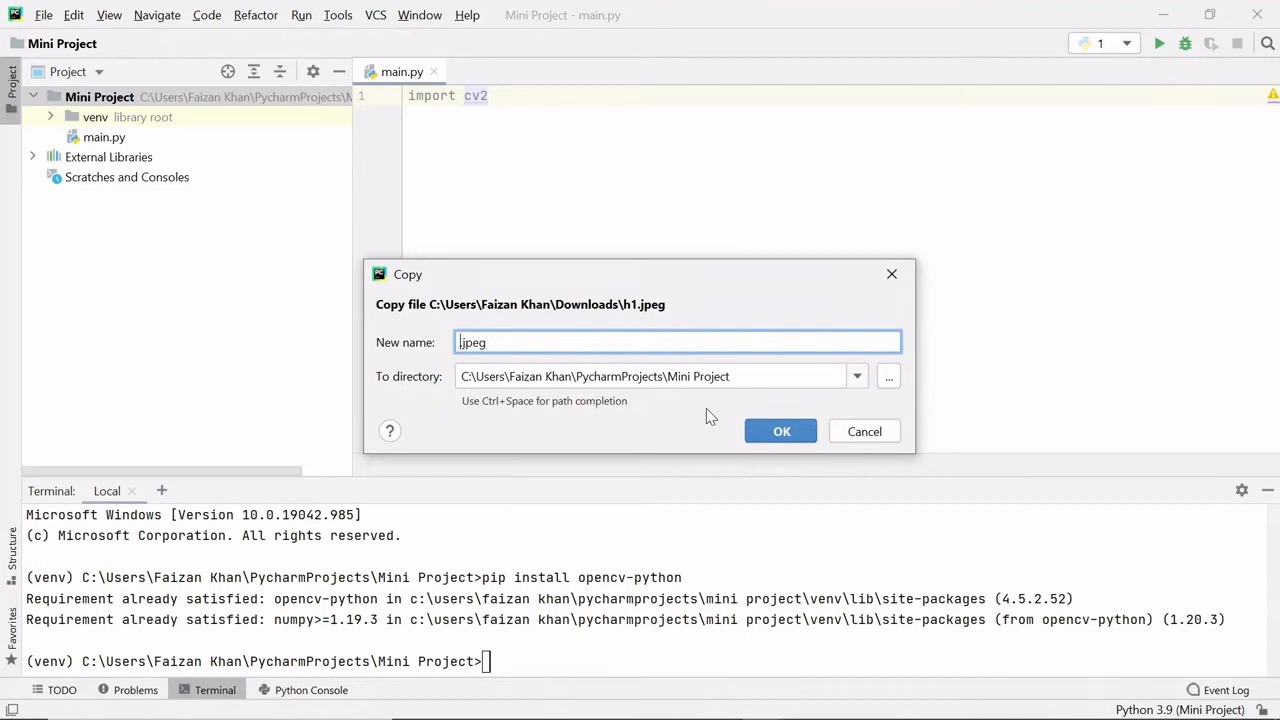 File Edit View Navigate Code Refactor Run Tools VCS Window Help Mini Project - main.py
Mini Project
1
Project
main.py
Project
Mini Project C:\Users\Faizan Khan\PycharmProjects\M
1
import cv2
venv library root
main.py
External Libraries
Scratches and Consoles
Copy
Copy file C:\Users\Faizan Khan\Downloads\h1.jpeg
New name:
.jpeg
To directory:
C:\Users\Faizan Khan\PycharmProjects\Mini Project
...
Use Ctrl+Space for path completion
?
OK
Cancel
Terminal: Local
Microsoft Windows [Version 10.0.19042.985]
(c) Microsoft Corporation. All rights reserved.
(venv) C:\Users\Faizan Khan\PycharmProjects\Mini Project>pip install opencv-python
Requirement already satisfied: opencv-python in c:\users\faizan khan\pycharmprojects\mini project\venv\lib\site-packages (4.5.2.52)
Requirement already satisfied: numpy>=1.19.3 in c:\users\faizan khan\pycharmprojects\mini project\venv\lib\site-packages (from opencv-python) (1.20.3)
(venv) C:\Users\Faizan Khan\PycharmProjects\Mini Project>
Structure
Favorites
TODO Problems Terminal Python Console Event Log
Python 3.9 (Mini Project)